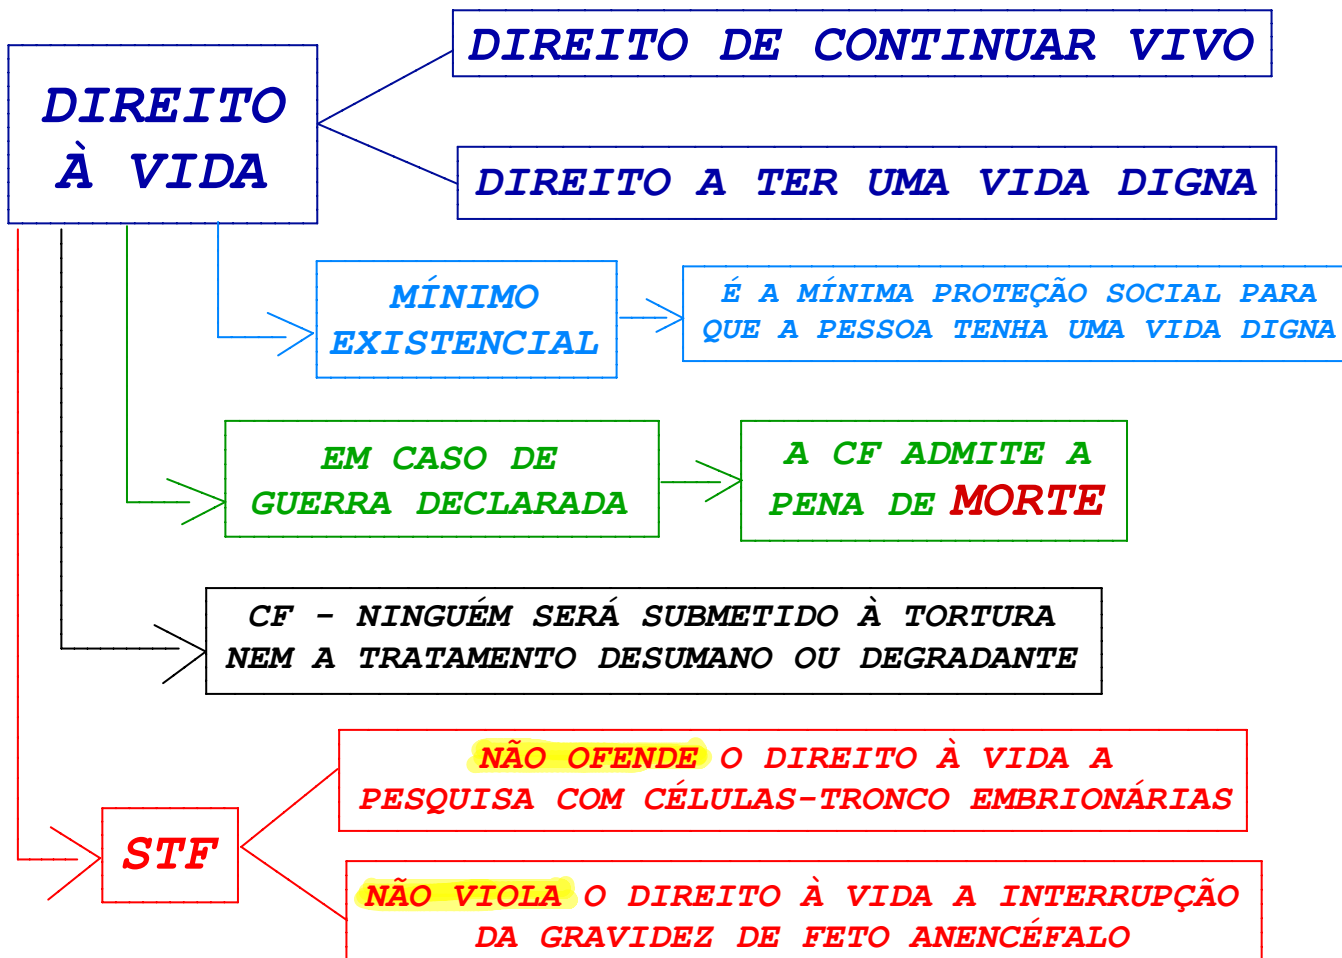 DIREITO
À VIDA
DIREITO DE CONTINUAR VIVO
DIREITO A TER UMA VIDA DIGNA
MÍNIMO
EXISTENCIAL
É A MÍNIMA PROTEÇÃO SOCIAL PARA
QUE A PESSOA TENHA UMA VIDA DIGNA
EM CASO DE
GUERRA DECLARADA
A CF ADMITE A
PENA DE MORTE
CF - NINGUÉM SERÁ SUBMETIDO À TORTURA
NEM A TRATAMENTO DESUMANO OU DEGRADANTE
STF
NÃO OFENDE O DIREITO À VIDA A
PESQUISA COM CÉLULAS-TRONCO EMBRIONÁRIAS
NÃO VIOLA O DIREITO À VIDA A INTERRUPÇÃO
DA GRAVIDEZ DE FETO ANENCÉFALO